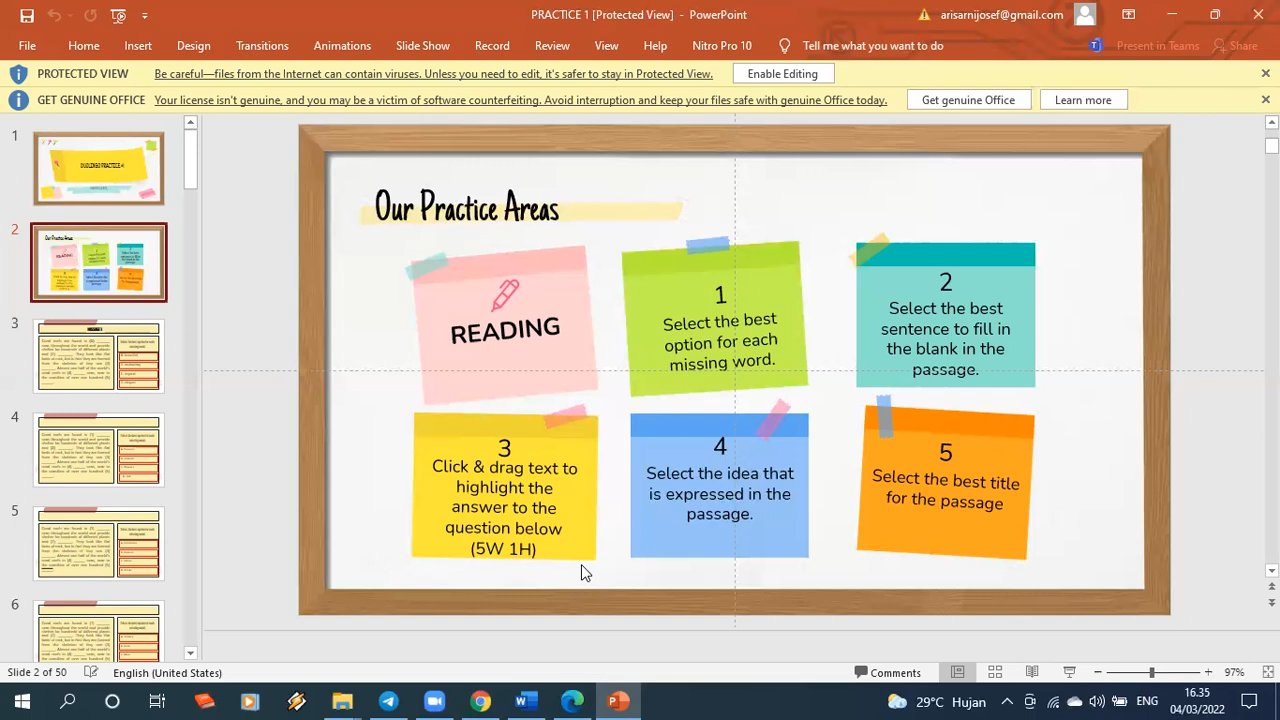 PRACTICE 1 [Protected View] - PowerPoint
arisarnijosef@gmail.com
File Home Insert Design Transitions Animations Slide Show Record Review View Help Nitro Pro 10 Tell me what you want to do Present in Teams Share
PROTECTED VIEW Be careful—files from the Internet can contain viruses. Unless you need to edit, it's safer to stay in Protected View. Enable Editing
GET GENUINE OFFICE Your license isn't genuine, and you may be a victim of software counterfeiting. Avoid interruption and keep your files safe with genuine Office today. Get genuine Office Learn more
1
2
3
4
5
6
Our Practice Areas
READING
1
Select the best
option for each
missing word.
2
Select the best
sentence to fill in
the blank in the
passage.
3
Click & drag text to
highlight the
answer to the
question below
(5W 1H)
4
Select the idea that
is expressed in the
passage.
5
Select the best title
for the passage
Slide 2 of 50 English (United States) Comments 97%
29°C Hujan ENG 16.35
04/03/2022